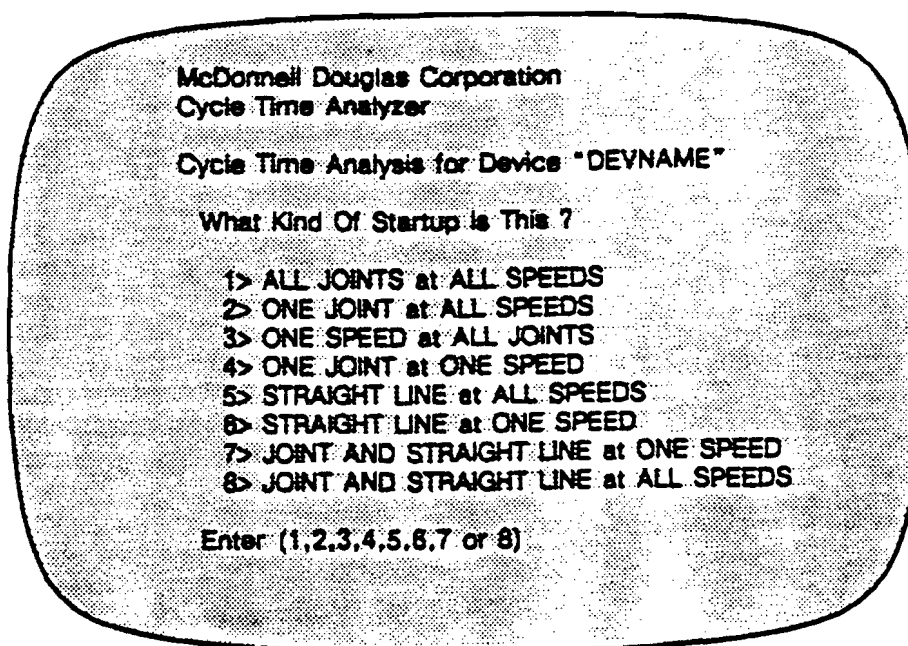 McDonnell Douglas Corporation
Cycle Time Analyzer
Cycle Time Analysis for Device "DEVNAME"
What Kind Of Startup is This ?
1> ALL JOINTS at ALL SPEEDS
2> ONE JOINT at ALL SPEEDS
3> ONE SPEED at ALL JOINTS
4> ONE JOINT at ONE SPEED
5> STRAIGHT LINE at ALL SPEEDS
6> STRAIGHT LINE at ONE SPEED
7> JOINT AND STRAIGHT LINE at ONE SPEED
8> JOINT AND STRAIGHT LINE at ALL SPEEDS
Enter (1,2,3,4,5,6,7 or 8)